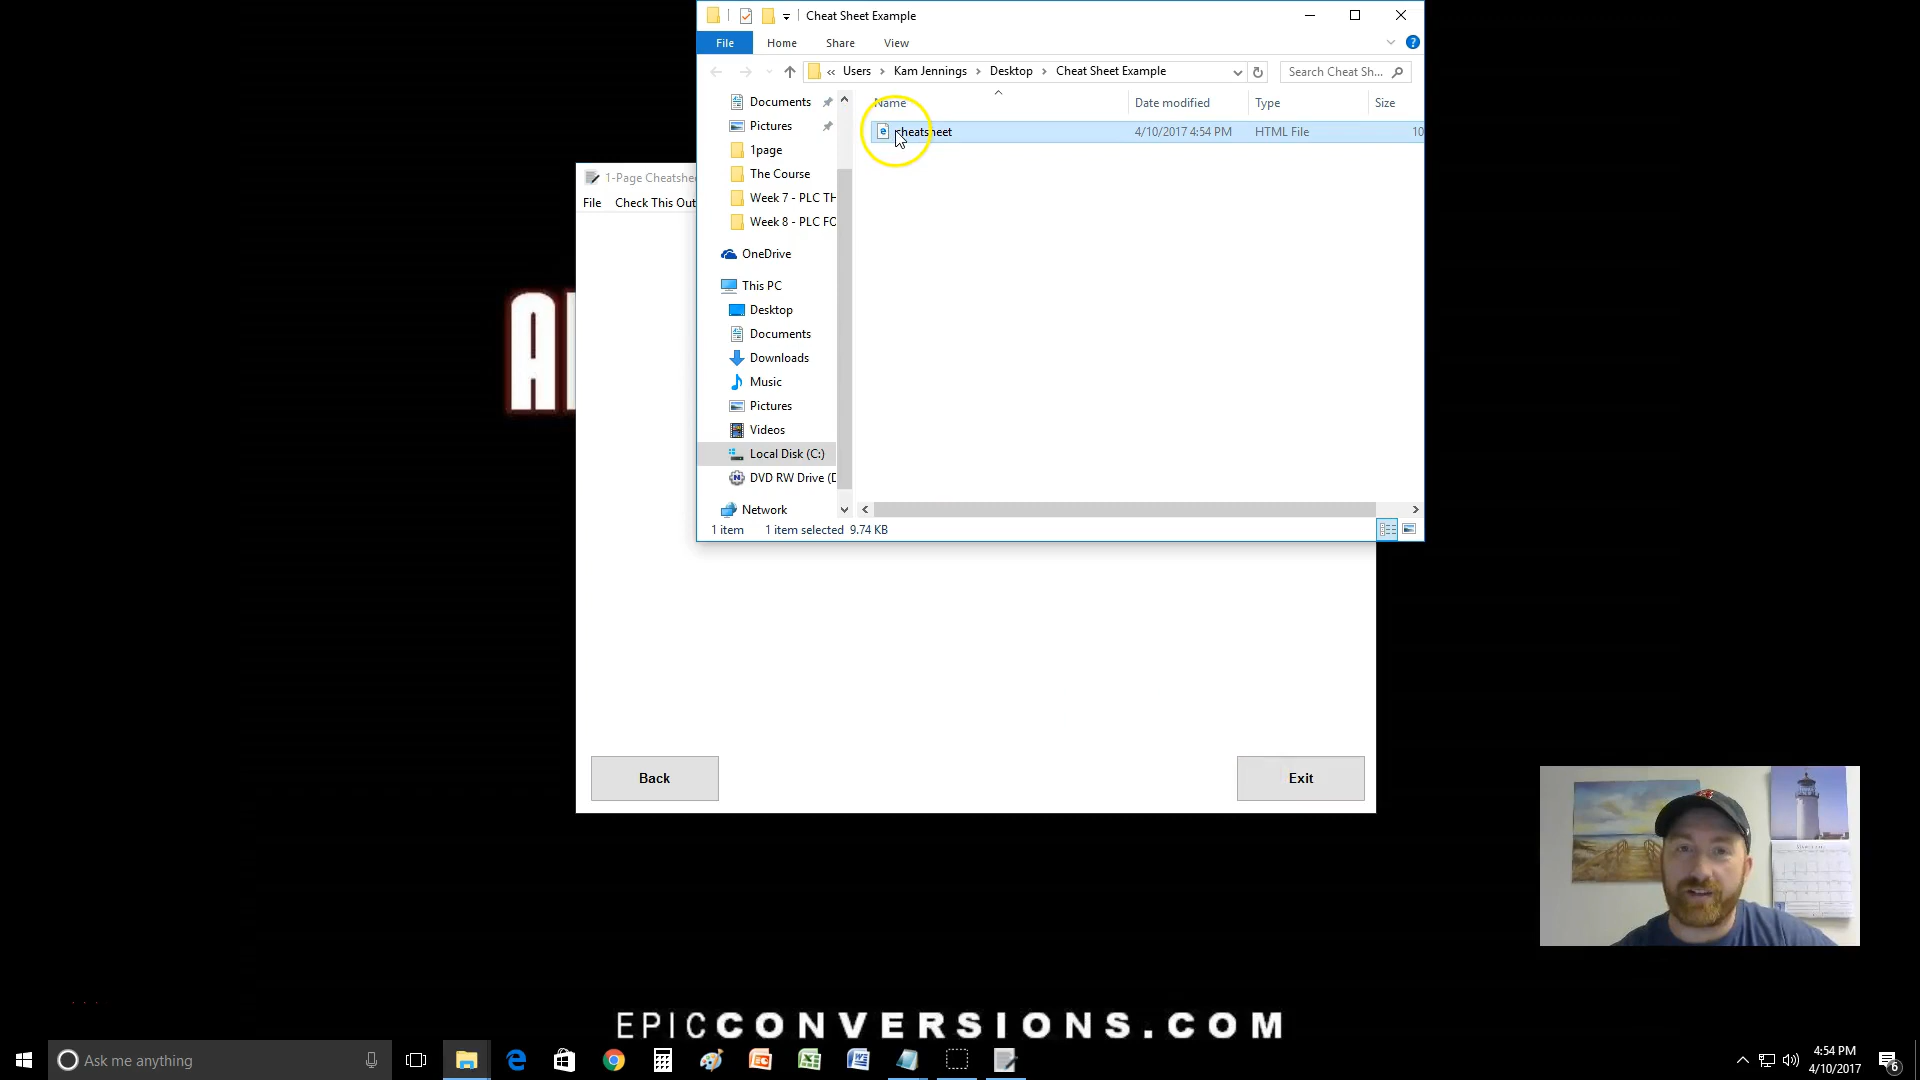 Cheat Sheet Example
File Home Share View
« Users > Kam Jennings > Desktop > Cheat Sheet Example
Search Cheat Sh...
Name Date modified Type Size
cheatsheet 4/10/2017 4:54 PM HTML File 10
Documents
Pictures
1page
The Course
Week 7 - PLC TH
Week 8 - PLC FO
OneDrive
This PC
Desktop
Documents
Downloads
Music
Pictures
Videos
Local Disk (C:)
DVD RW Drive (D
Network
1 item 1 item selected 9.74 KB
1-Page Cheatshe
File Check This Out
Back
Exit
EPICCONVERSIONS.COM
Ask me anything
4:54 PM
4/10/2017
6